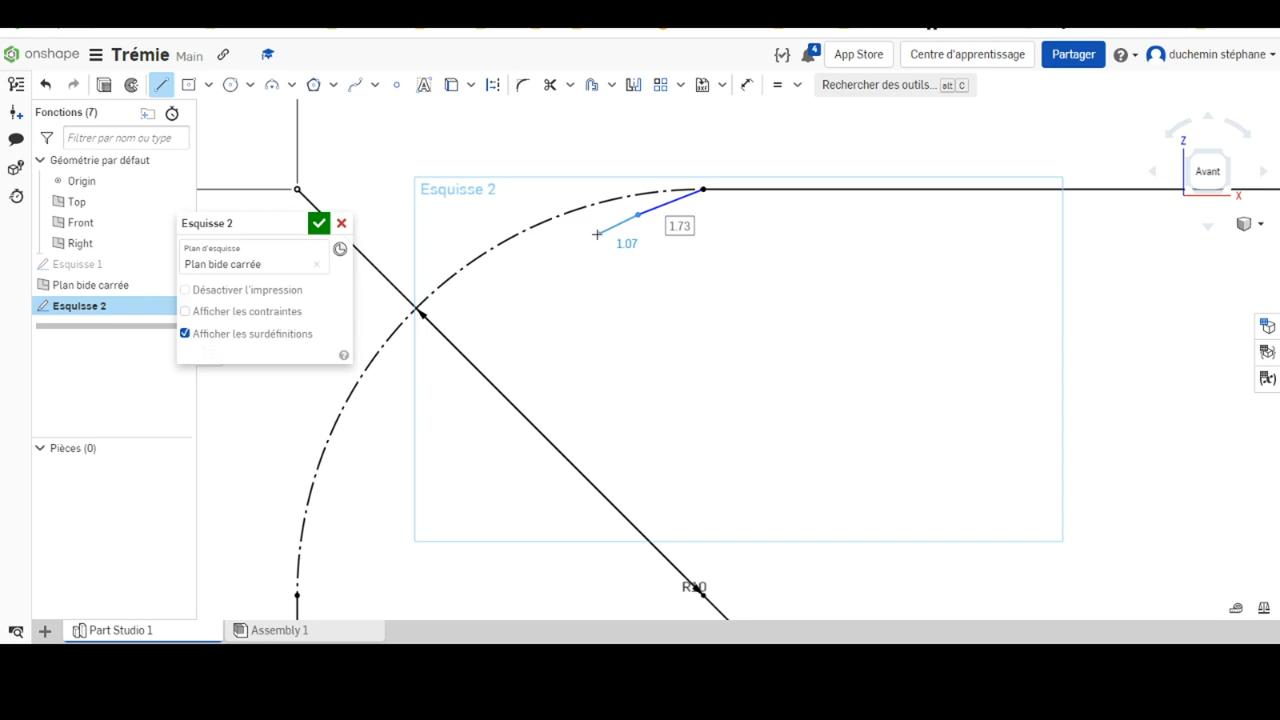 onshape Trémie Main 4 App Store Centre d'apprentissage Partager duchemin stéphane
Rechercher des outils... alt C
Fonctions (7)
Filtrer par nom ou type
Géométrie par défaut
Origin
Top
Front
Right
Esquisse 1
Plan bide carrée
Esquisse 2
Pièces (0)
Esquisse 2
Plan d'esquisse
Plan bide carrée
Désactiver l'impression
Afficher les contraintes
Afficher les surdéfinitions
Esquisse 2
1.73
1.07
R10
Z
Avant
X
Part Studio 1 Assembly 1